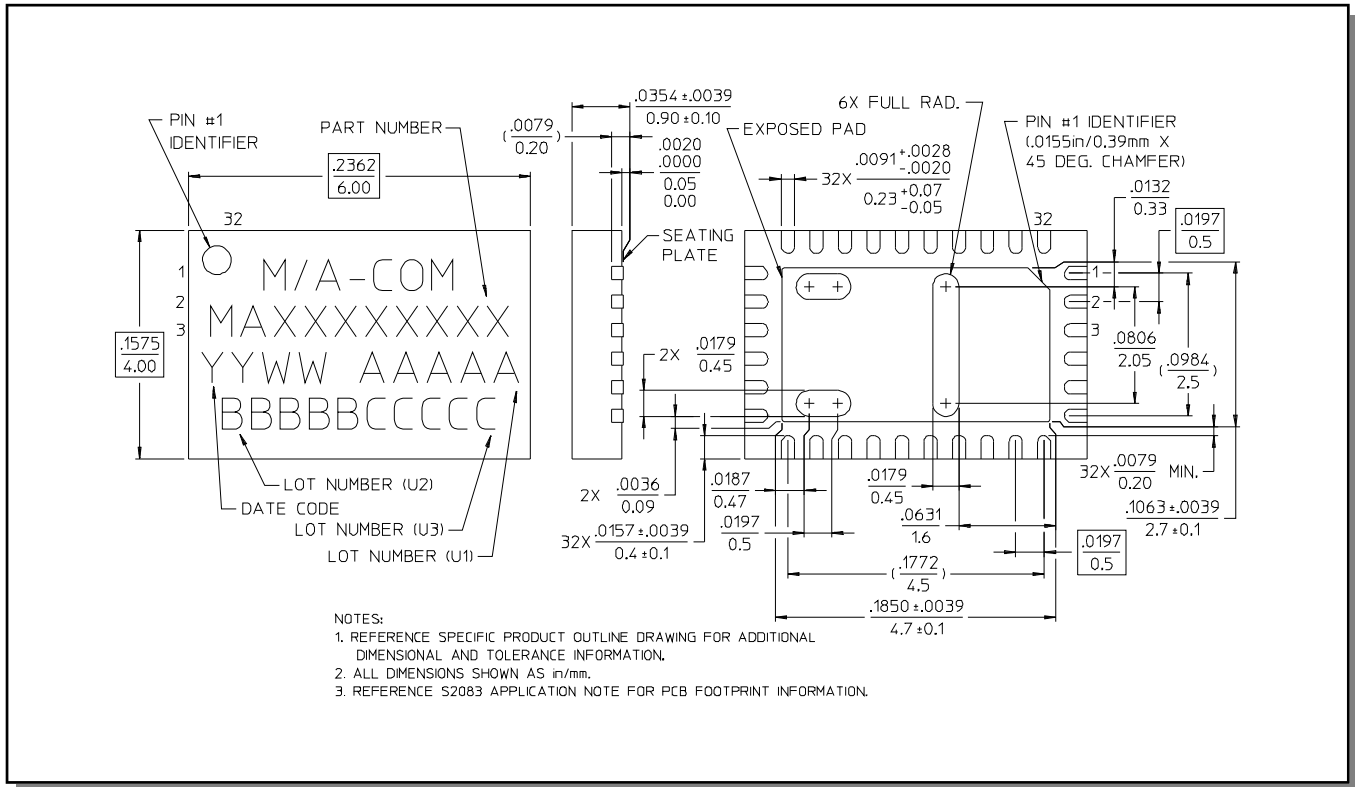 PIN #1
IDENTIFIER
PART NUMBER
.2362
6.00
.1575
4.00
32
1
2
3
M/A-COM
MAXXXXXXXXX
YYWW AAAAA
BBBBBCCCCC
LOT NUMBER (U2)
DATE CODE
LOT NUMBER (U3)
LOT NUMBER (U1)
.0354 ±.0039
0.90 ±0.10
(.0079)
0.20
.0020
.0000
0.05
0.00
SEATING
PLATE
EXPOSED PAD
6X FULL RAD.
32X .0091 +.0028 -.0020
0.23 +0.07 -0.05
PIN #1 IDENTIFIER
(.0155in/0.39mm X
45 DEG. CHAMFER)
32
.0132
0.33
.0197
0.5
1
2
3
.0806
2.05
(.0984)
2.5
2X .0179
0.45
2X .0036
0.09
32X .0157 ±.0039
0.4 ±0.1
.0187
0.47
.0197
0.5
.0179
0.45
.0631
1.6
32X .0079 MIN.
0.20
.1063 ±.0039
2.7 ±0.1
.0197
0.5
(.1772)
4.5
.1850 ±.0039
4.7 ±0.1
NOTES:
1. REFERENCE SPECIFIC PRODUCT OUTLINE DRAWING FOR ADDITIONAL
DIMENSIONAL AND TOLERANCE INFORMATION.
2. ALL DIMENSIONS SHOWN AS in/mm.
3. REFERENCE S2083 APPLICATION NOTE FOR PCB FOOTPRINT INFORMATION.